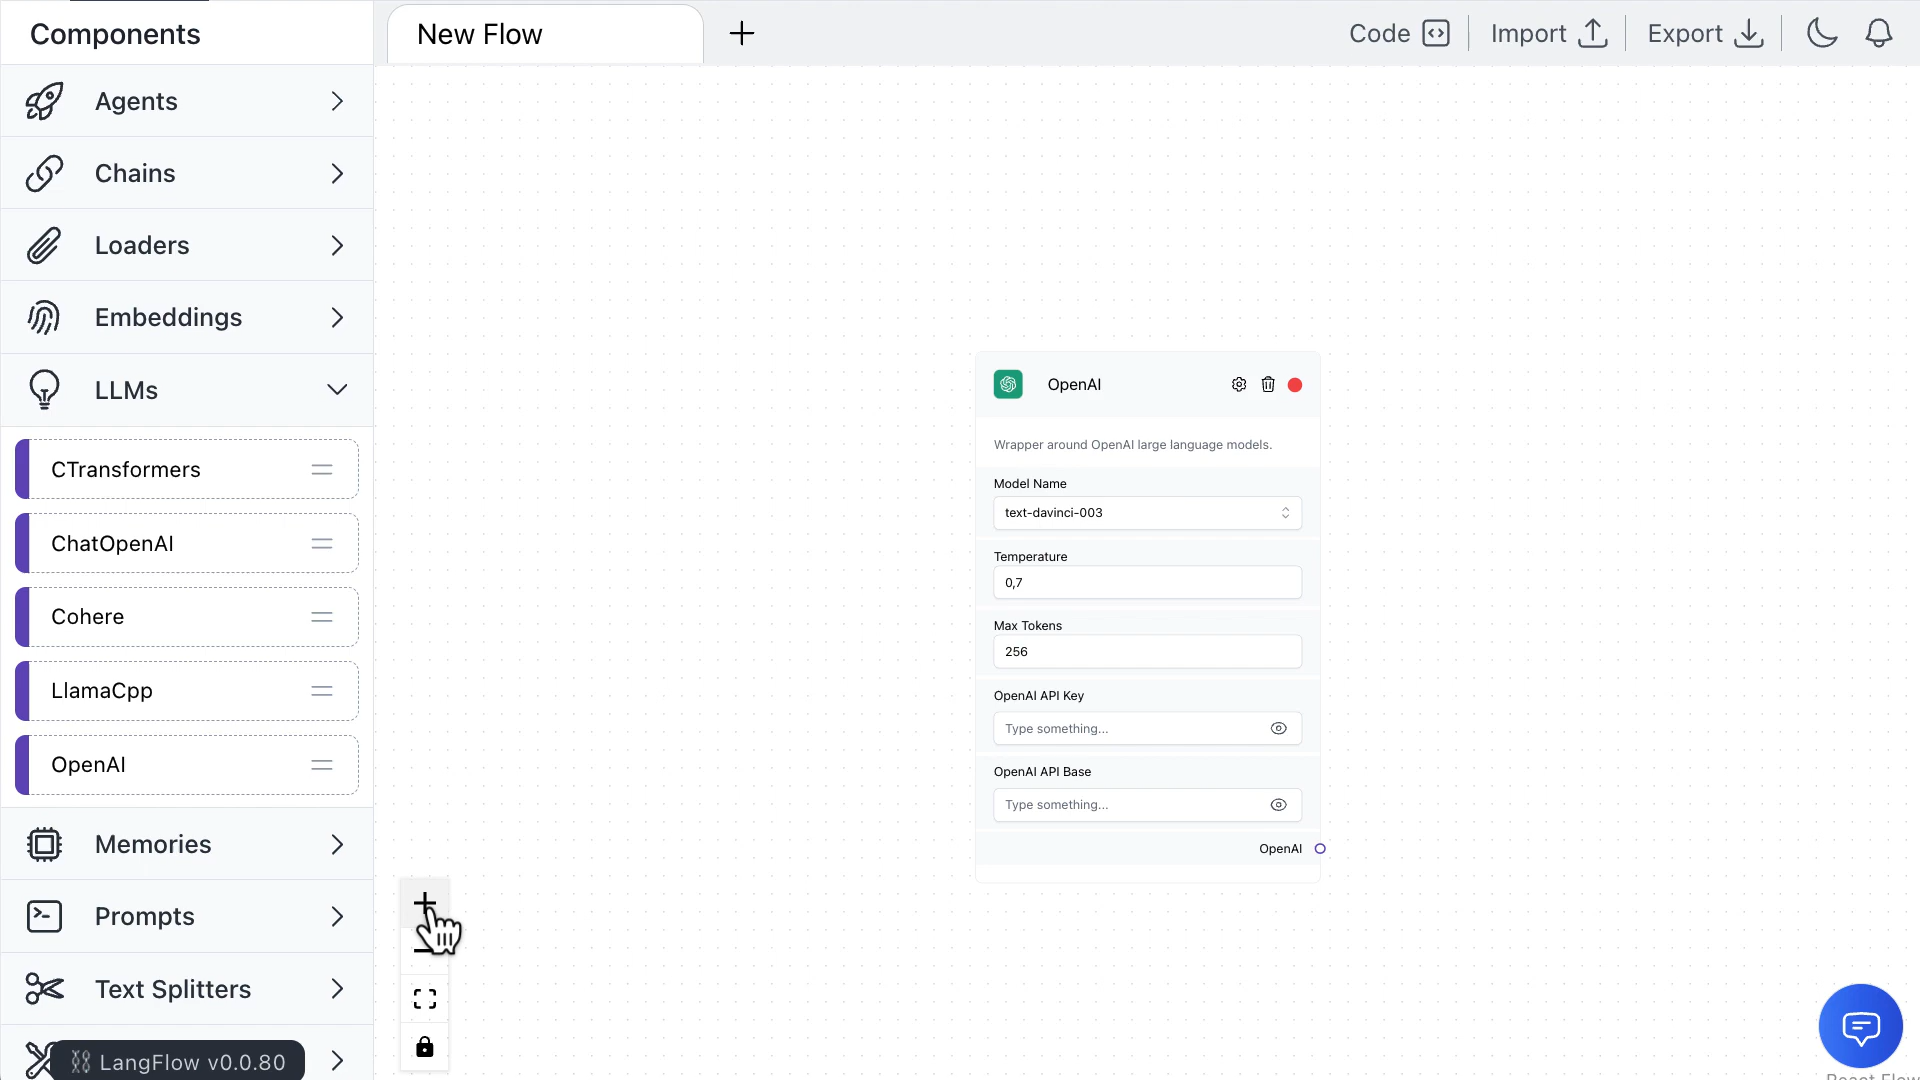 Components
New Flow
Code
Import
Export
Agents
Chains
Loaders
Embeddings
LLMs
CTransformers
ChatOpenAI
Cohere
LlamaCpp
OpenAI
Memories
Prompts
Text Splitters
LangFlow v0.0.80
OpenAI
Wrapper around OpenAI large language models.
Model Name
text-davinci-003
Temperature
0,7
Max Tokens
256
OpenAI API Key
Type something...
OpenAI API Base
Type something...
OpenAI
React Flow